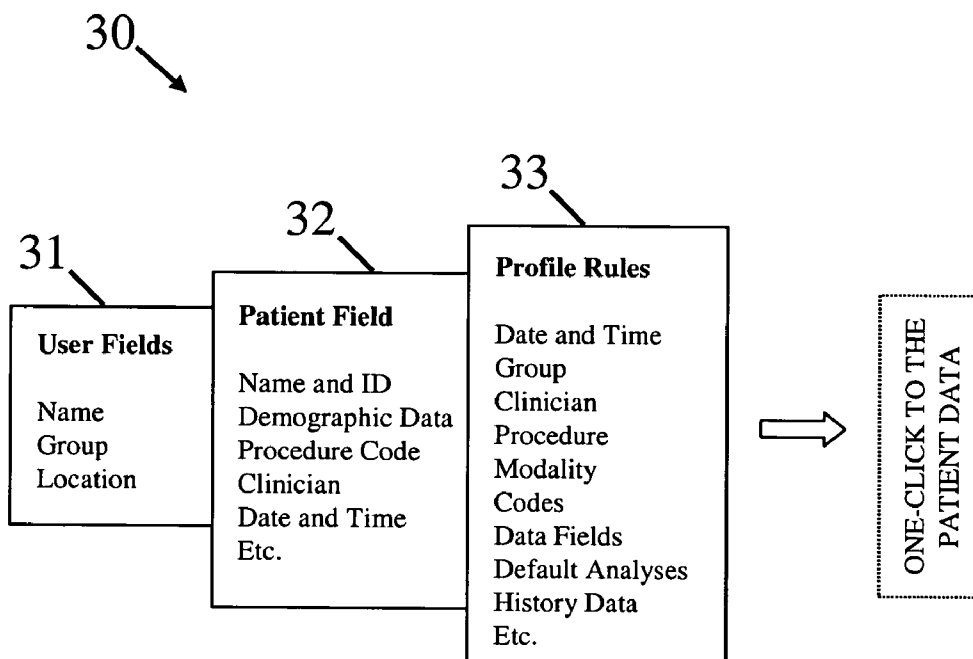 30
31
User Fields
Name
Group
Location
32
Patient Field
Name and ID
Demographic Data
Procedure Code
Clinician
Date and Time
Etc.
33
Profile Rules
Date and Time
Group
Clinician
Procedure
Modality
Codes
Data Fields
Default Analyses
History Data
Etc.
ONE-CLICK TO THE
PATIENT DATA